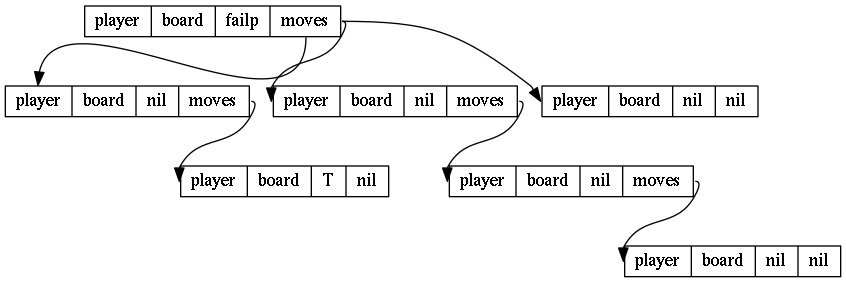 player board failp moves
player board nil moves player board nil moves player board nil nil
player board T nil player board nil moves
player board nil nil